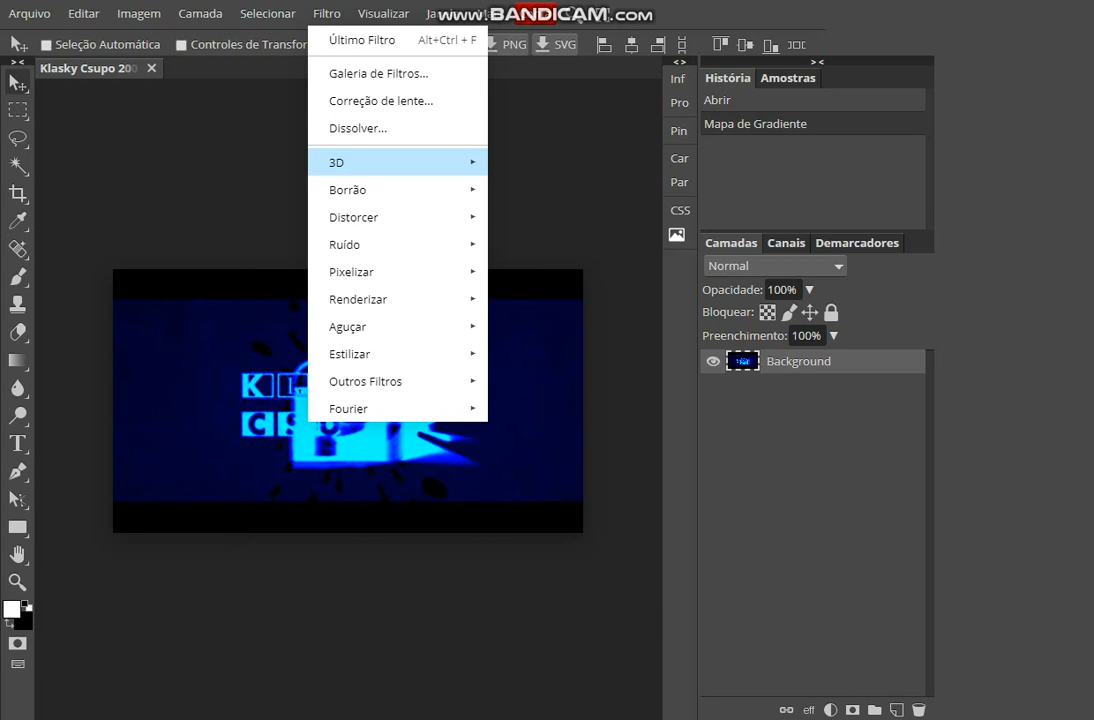 Arquivo Editar Imagem Camada Selecionar Filtro Visualizar
www.BANDICAM.com
Seleção Automática Controles de Transfor PNG SVG
Klasky Csupo 200
Último Filtro Alt+Ctrl + F
Galeria de Filtros...
Correção de lente...
Dissolver...
3D
Borrão
Distorcer
Ruído
Pixelizar
Renderizar
Aguçar
Estilizar
Outros Filtros
Fourier
K
CS
Inf
Pro
Pin
Car
Par
CSS
História Amostras
Abrir
Mapa de Gradiente
Camadas Canais Demarcadores
Normal
Opacidade: 100%
Bloquear:
Preenchimento: 100%
Background
eff